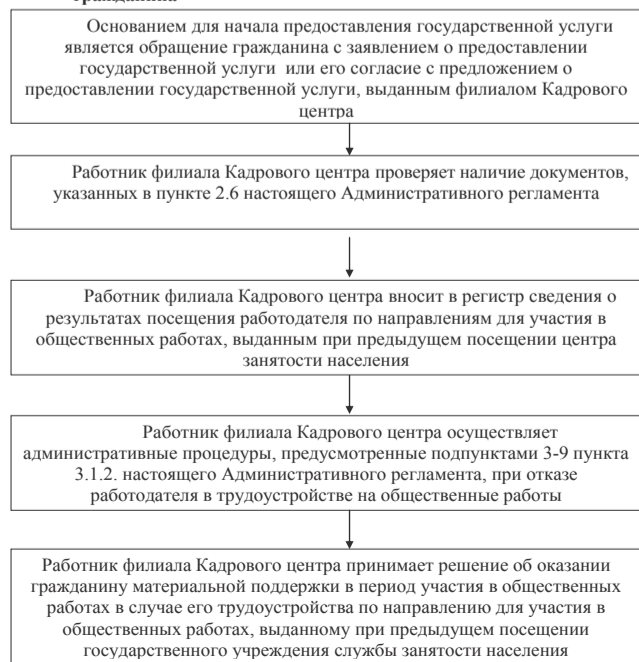 Основанием для начала предоставления государственной услуги
является обращение гражданина с заявлением о предоставлении
государственной услуги или его согласие с предложением о
предоставлении государственной услуги, выданным филиалом Кадрового
центра
Работник филиала Кадрового центра проверяет наличие документов,
указанных в пункте 2.6 настоящего Административного регламента
Работник филиала Кадрового центра вносит в регистр сведения о
результатах посещения работодателя по направлениям для участия в
общественных работах, выданным при предыдущем посещении центра
занятости населения
Работник филиала Кадрового центра осуществляет
административные процедуры, предусмотренные подпунктами 3-9 пункта
3.1.2. настоящего Административного регламента, при отказе
работодателя в трудоустройстве на общественные работы
Работник филиала Кадрового центра принимает решение об оказании
гражданину материальной поддержки в период участия в общественных
работах в случае его трудоустройства по направлению для участия в
общественных работах, выданному при предыдущем посещении
государственного учреждения службы занятости населения